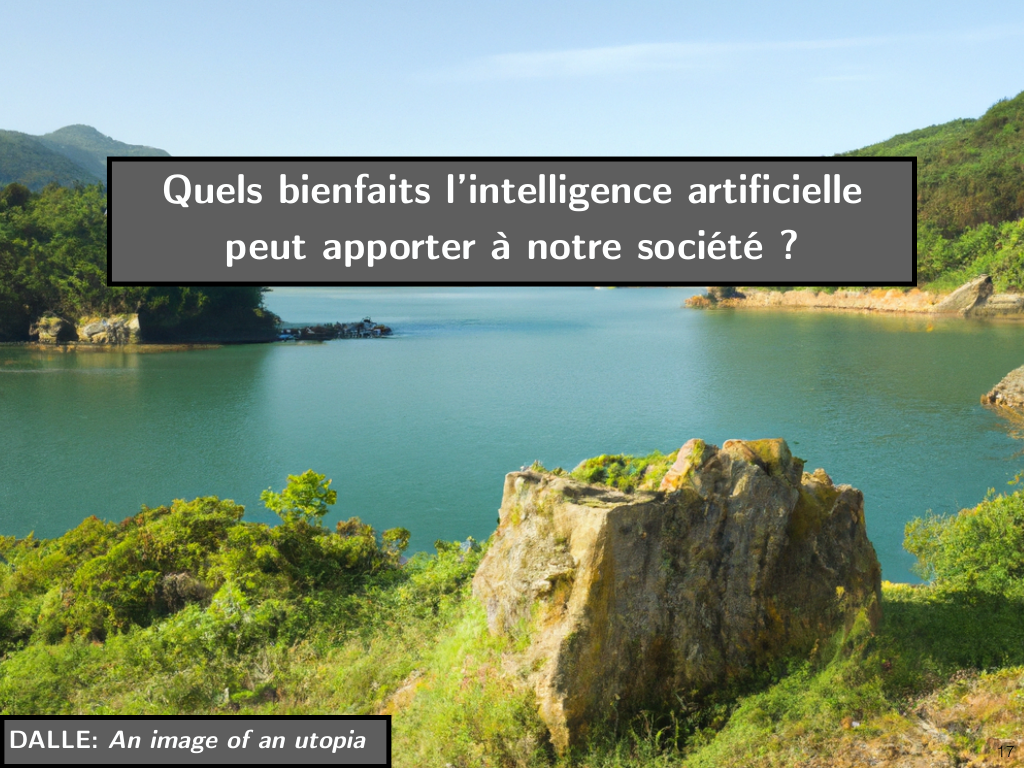 Quels bienfaits l'intelligence artificielle
peut apporter à notre société ?
DALLE: An image of an utopia
17